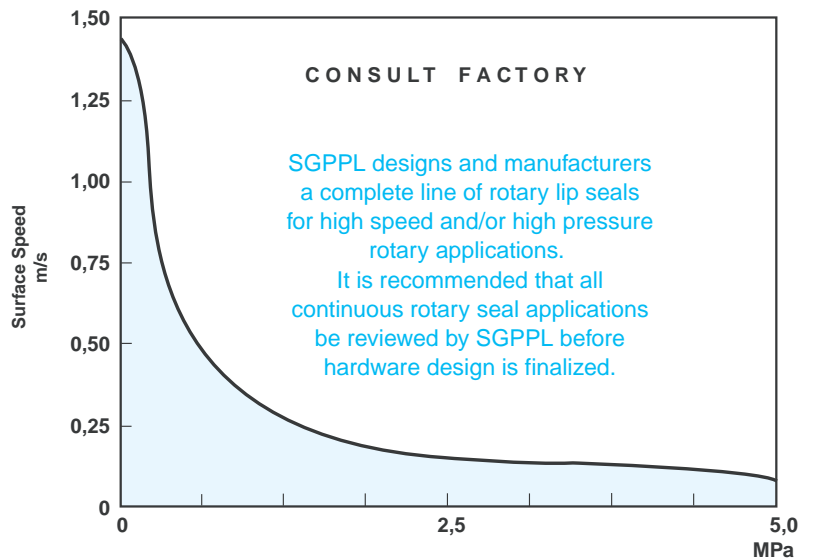 1,50
CONSULT FACTORY
1,25
SGPPL designs and manufacturers
a complete line of rotary lip seals
for high speed and/or high pressure
rotary applications.
It is recommended that all
continuous rotary seal applications
be reviewed by SGPPL before
hardware design is finalized.
1,00
0,75
0,50
0,25
0
Surface Speed
m/s
0
2,5
5,0
MPa